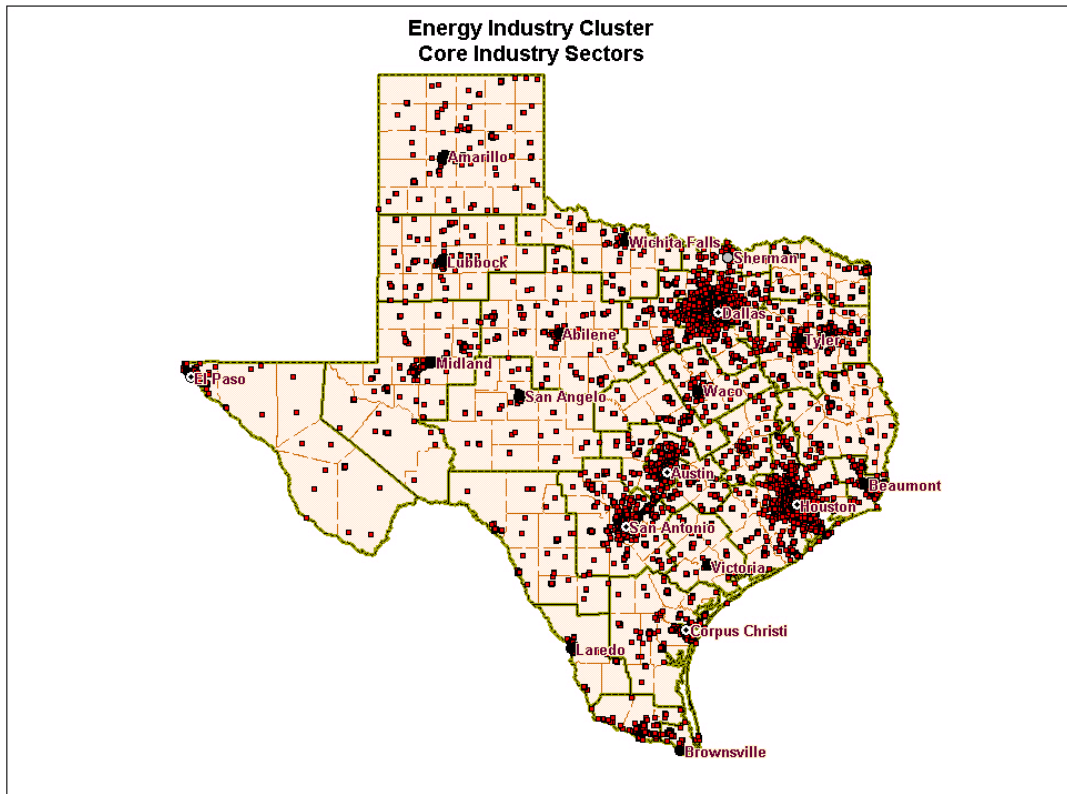 Energy Industry Cluster
Core Industry Sectors
Amarillo
Wichita Falls
Sherman
Lubbock
Dallas
Abilene
Tyler
Midland
El Paso
Waco
San Angelo
Austin
Beaumont
Houston
San Antonio
Victoria
Corpus Christi
Laredo
Brownsville